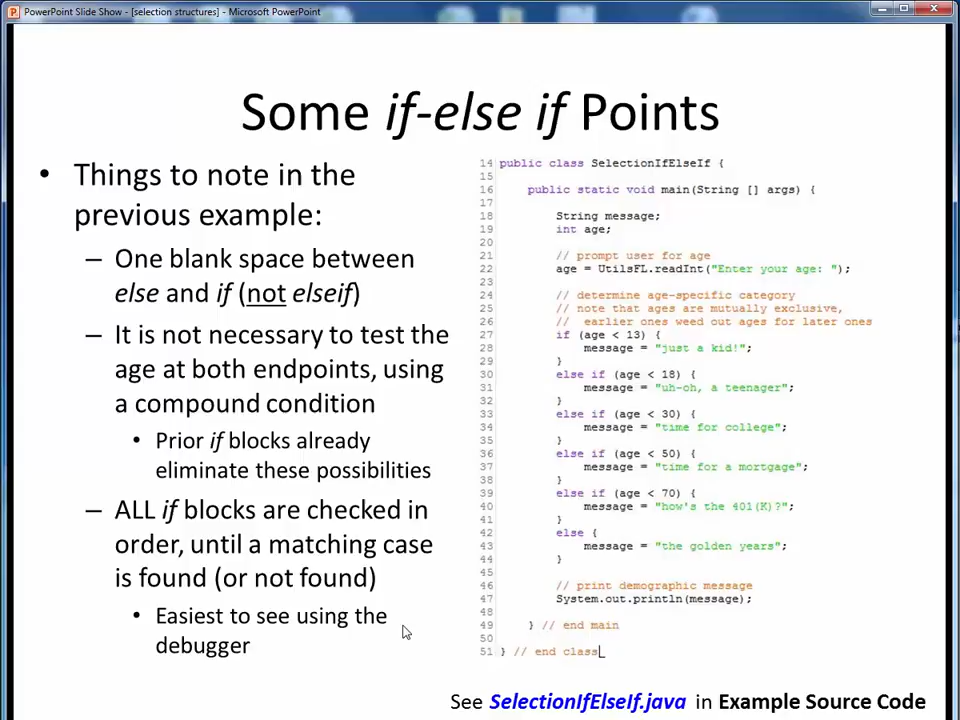 PowerPoint Slide Show - [selection structures] - Microsoft PowerPoint
Some if-else if Points
• Things to note in the
previous example:
– One blank space between
else and if (not elseif)
– It is not necessary to test the
age at both endpoints, using
a compound condition
• Prior if blocks already
eliminate these possibilities
– ALL if blocks are checked in
order, until a matching case
is found (or not found)
• Easiest to see using the
debugger
14 public class SelectionIfElseIf {
15
16 public static void main(String [] args) {
17
18 String message;
19 int age;
20
21 // prompt user for age
22 age = UtilsFL.readInt("Enter your age: ");
23
24 // determine age-specific category
25 // note that ages are mutually exclusive,
26 // earlier ones weed out ages for later ones
27 if (age < 13) {
28 message = "just a kid!";
29 }
30 else if (age < 18) {
31 message = "uh-oh, a teenager";
32 }
33 else if (age < 30) {
34 message = "time for college";
35 }
36 else if (age < 50) {
37 message = "time for a mortgage";
38 }
39 else if (age < 70) {
40 message = "how's the 401(K)?";
41 }
42 else {
43 message = "the golden years";
44 }
45
46 // print demographic message
47 System.out.println(message);
48
49 } // end main
50
51 } // end class
See SelectionIfElseIf.java in Example Source Code